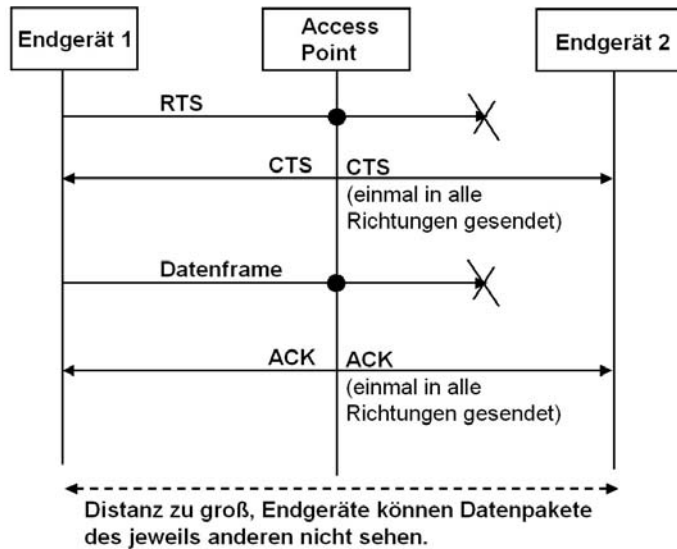 Endgerät 1
Access
Point
Endgerät 2
RTS
CTS
CTS
(einmal in alle
Richtungen gesendet)
Datenframe
ACK
ACK
(einmal in alle
Richtungen gesendet)
Distanz zu groß, Endgeräte können Datenpakete
des jeweils anderen nicht sehen.